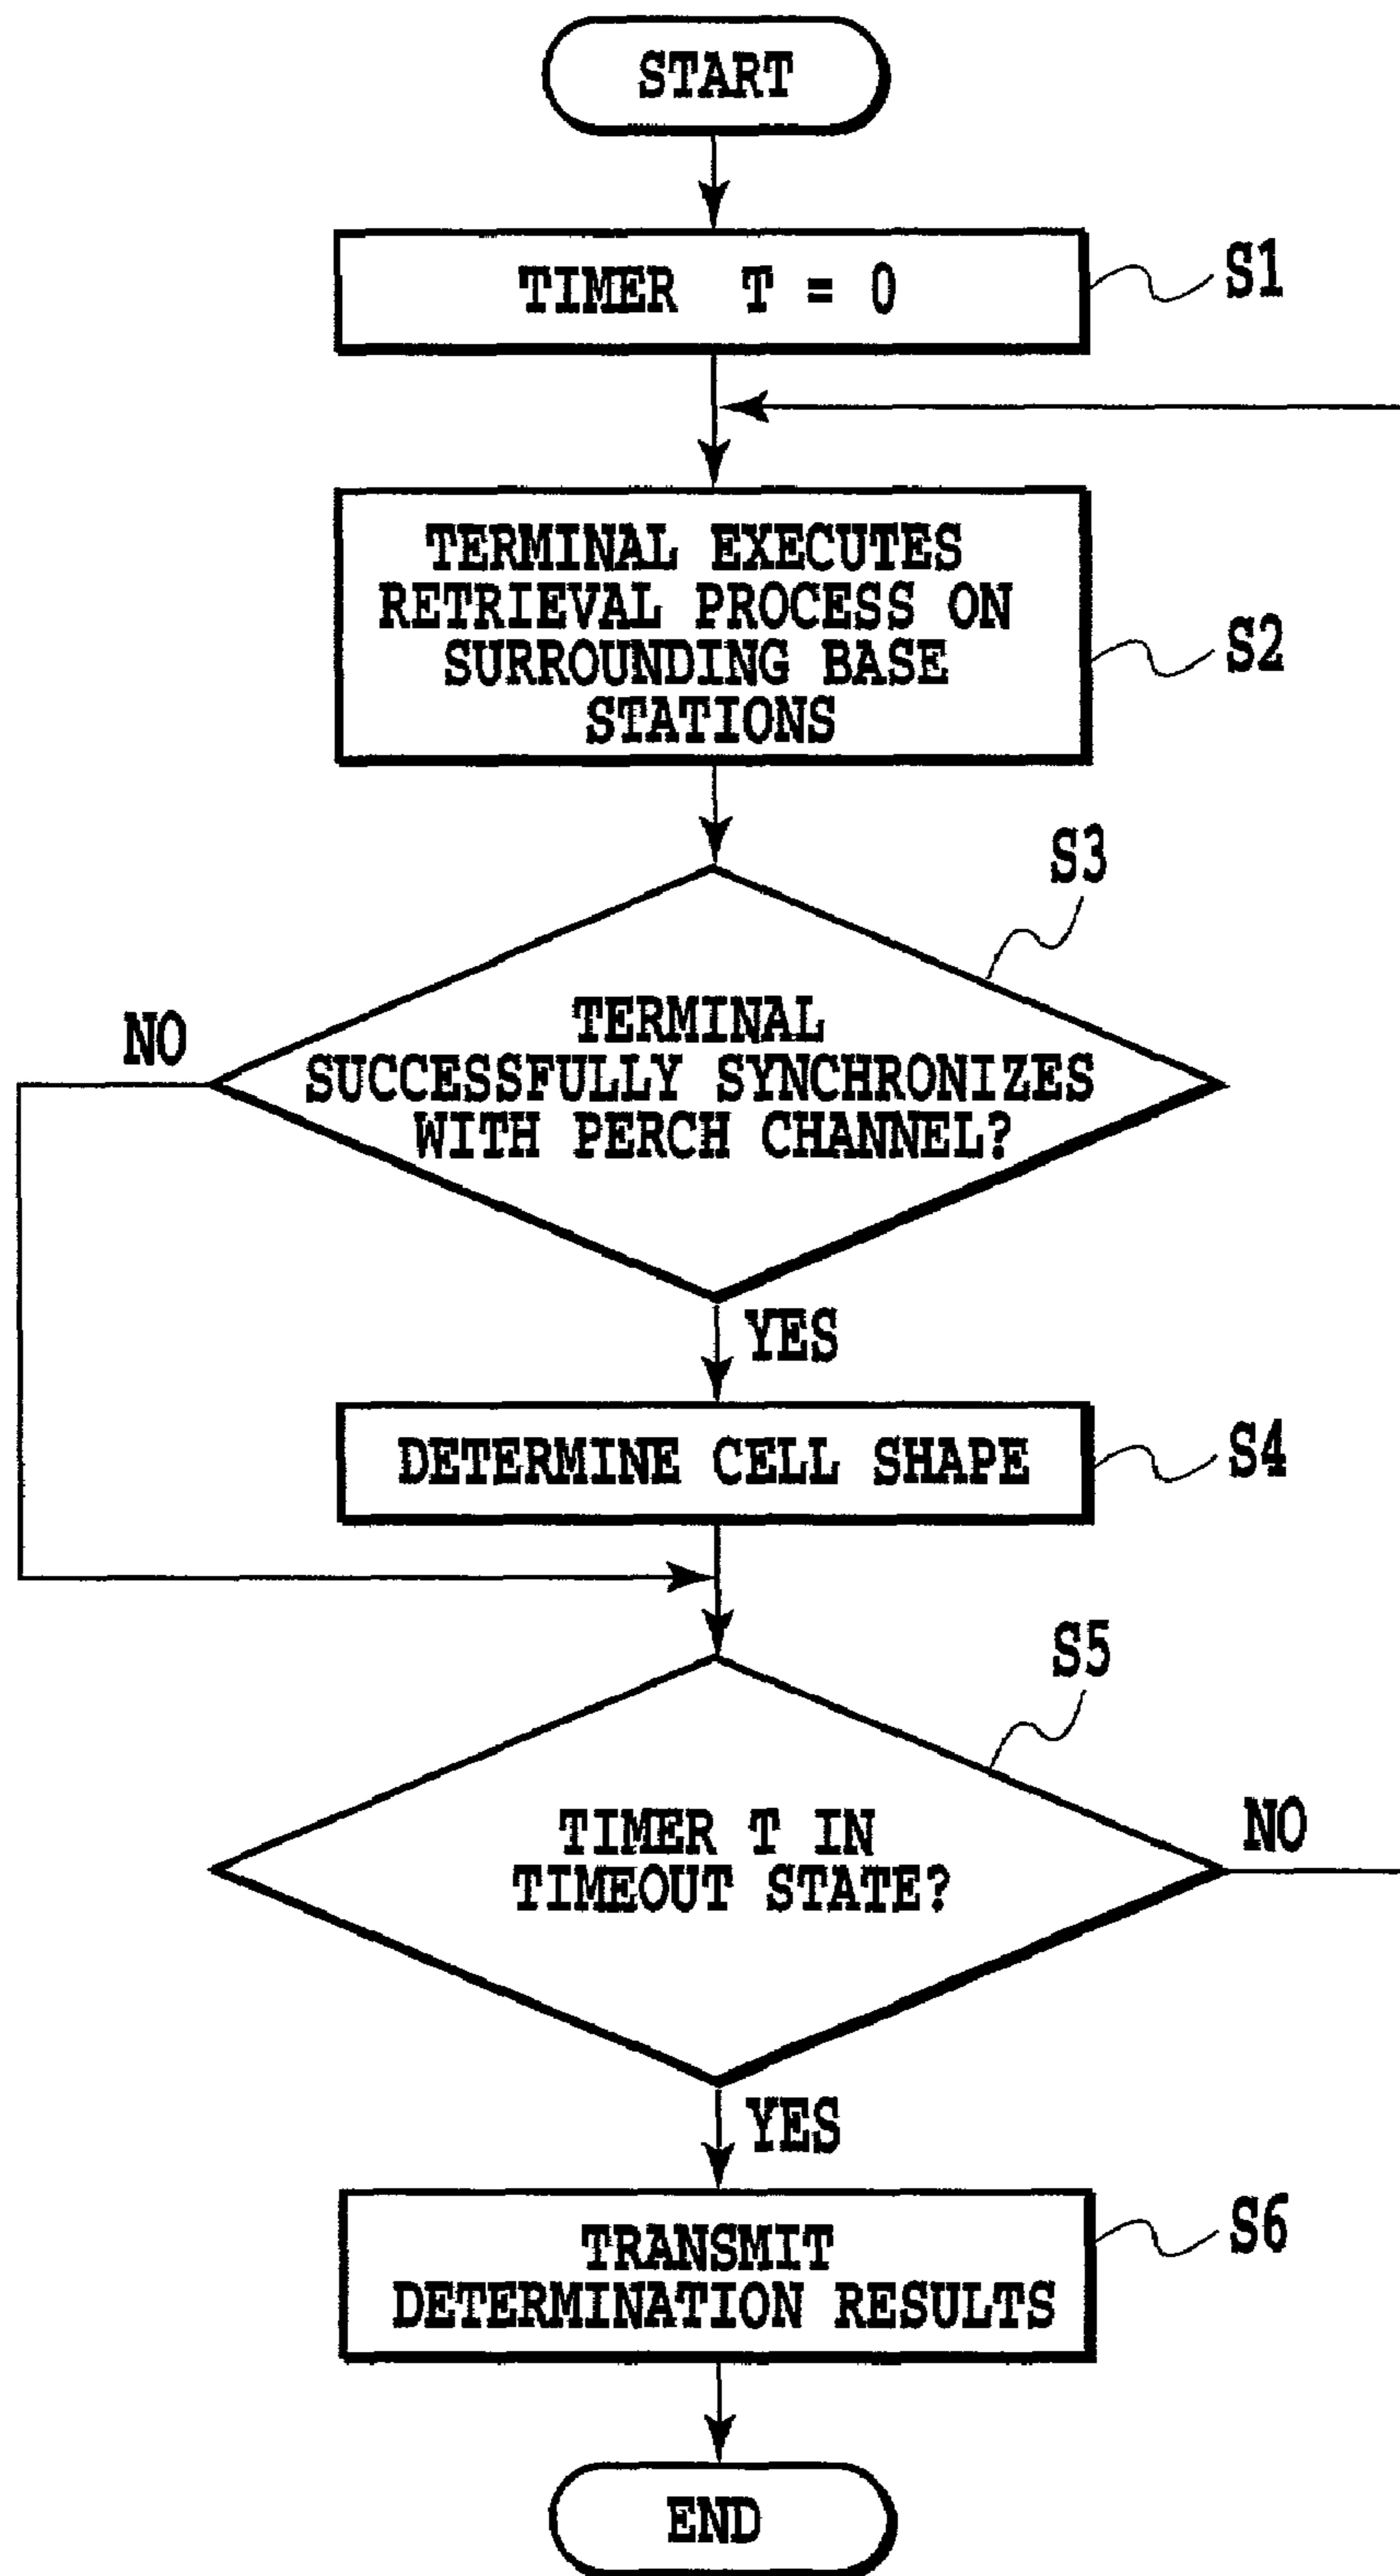 START
TIMER T = 0
S1
TERMINAL EXECUTES
RETRIEVAL PROCESS ON
SURROUNDING BASE
STATIONS
S2
S3
TERMINAL
SUCCESSFULLY SYNCHRONIZES
WITH PERCH CHANNEL?
NO
YES
DETERMINE CELL SHAPE
S4
S5
TIMER T IN
TIMEOUT STATE?
NO
YES
TRANSMIT
DETERMINATION RESULTS
S6
END